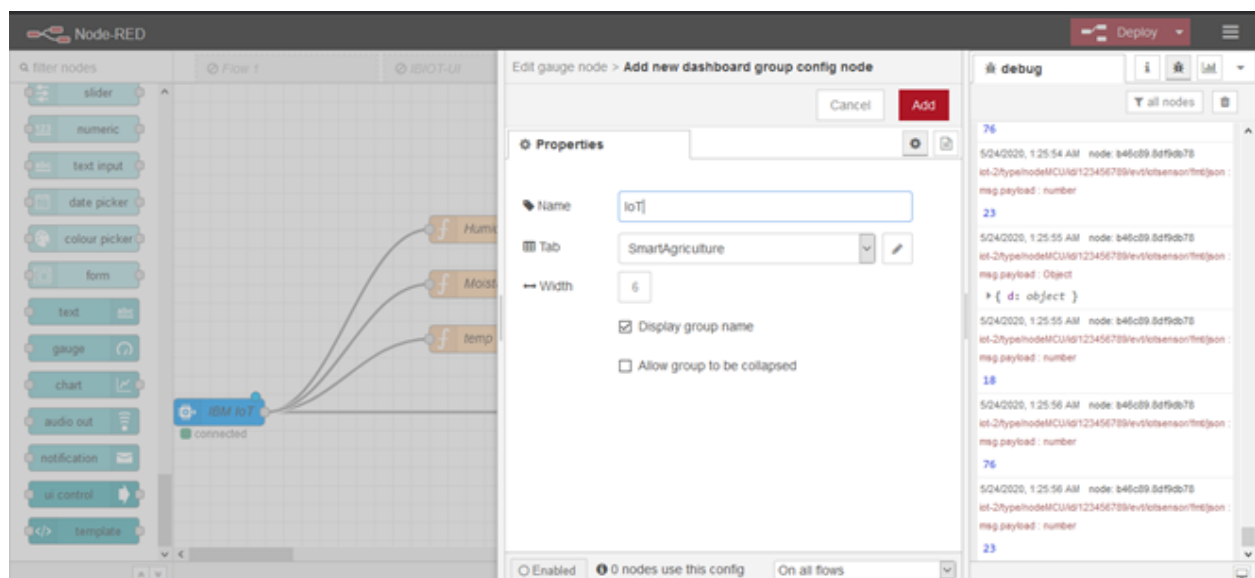 Node-RED
Deploy
filter nodes
Flow 1
IBIOT-UI
Edit gauge node > Add new dashboard group config node
debug
i
slider
numeric
text input
date picker
colour picker
form
text
abc
gauge
chart
audio out
notification
ui control
template
</>
IBM IoT
connected
f
Humi
f
Moist
f
temp
Cancel
Add
Properties
Name
IoT
Tab
SmartAgriculture
Width
6
Display group name
Allow group to be collapsed
Enabled
0 nodes use this config
On all flows
all nodes
76
5/24/2020, 1:25:54 AM node: b46c89.8df9db78
iot-2/type/nodeMCU/id/123456789/evt/iotsensor/fmt/json :
msg.payload : number
23
5/24/2020, 1:25:55 AM node: b46c89.8df9db78
iot-2/type/nodeMCU/id/123456789/evt/iotsensor/fmt/json :
msg.payload : Object
{ d: object }
5/24/2020, 1:25:55 AM node: b46c89.8df9db78
iot-2/type/nodeMCU/id/123456789/evt/iotsensor/fmt/json :
msg.payload : number
18
5/24/2020, 1:25:56 AM node: b46c89.8df9db78
iot-2/type/nodeMCU/id/123456789/evt/iotsensor/fmt/json :
msg.payload : number
76
5/24/2020, 1:25:56 AM node: b46c89.8df9db78
iot-2/type/nodeMCU/id/123456789/evt/iotsensor/fmt/json :
msg.payload : number
23